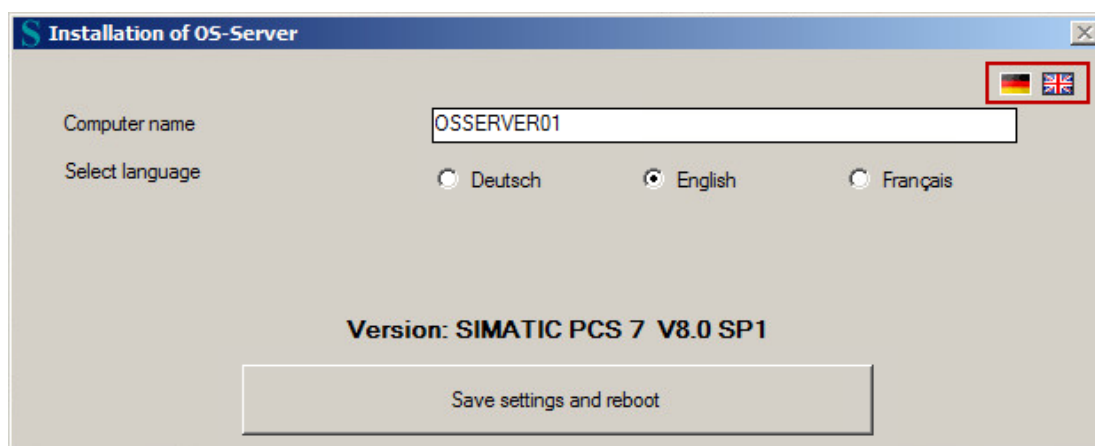 Installation of OS-Server
Computer name OSSERVER01
Select language Deutsch English Français
Version: SIMATIC PCS 7 V8.0 SP1
Save settings and reboot